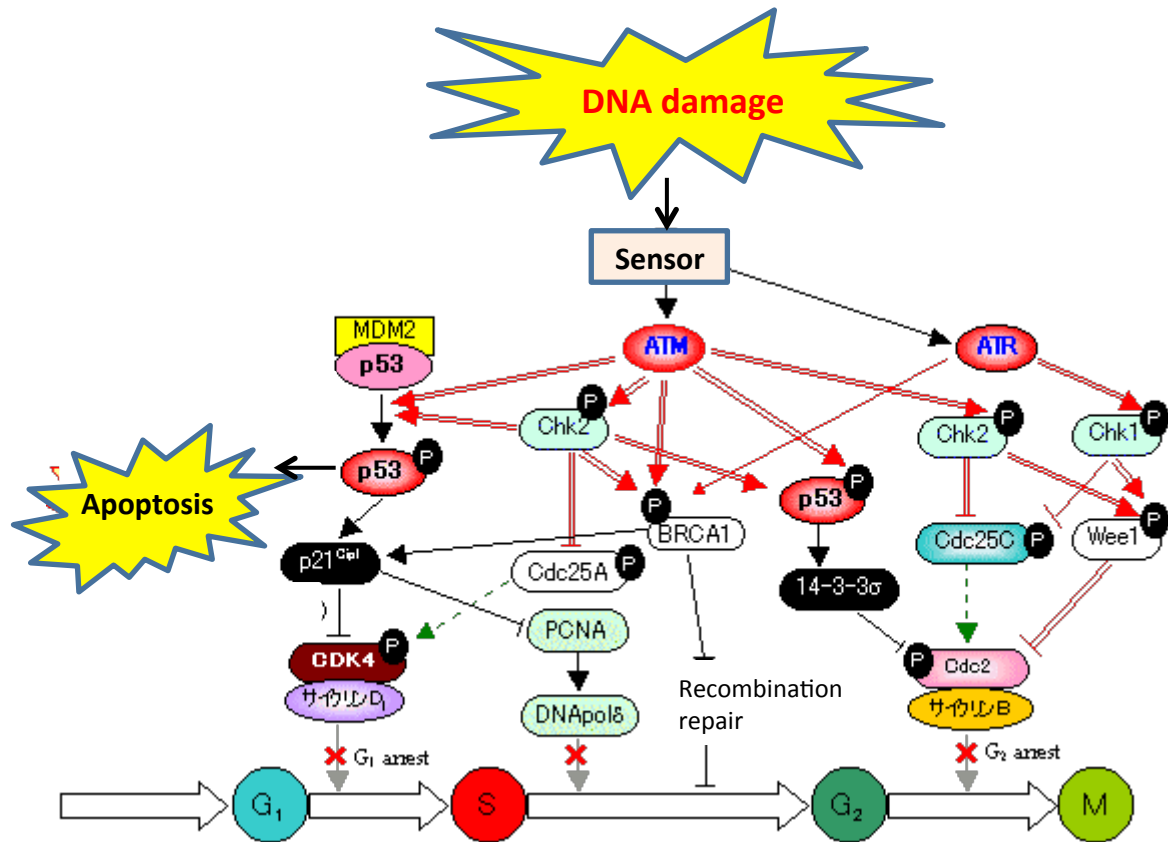 DNA damage
Sensor
MDM2
p53
ATM
ATR
P
Chk2
P
Chk2
P
Chk1
P
p53
P
Apoptosis
P
BRCA1
p53
P
Cdc25C
P
Wee1
P
p21 Cip1
Cdc25A
P
14-3-3σ
)
PCNA
CDK4
P
サイクリンD1
P
Cdc2
サイクリンB
DNApolδ
Recombination
repair
G1 arrest
G2 arrest
G1
S
G2
M